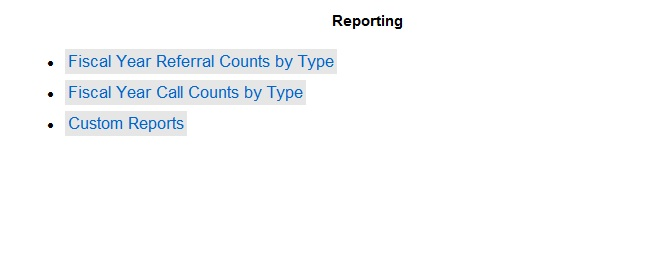 Reporting
Fiscal Year Referral Counts by Type
Fiscal Year Call Counts by Type
Custom Reports